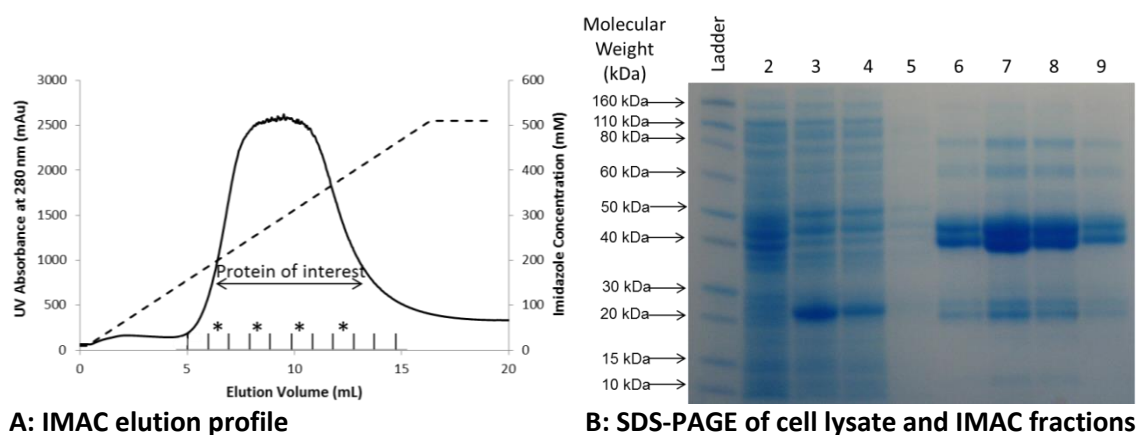 3000
2500
2000
1500
1000
500
0
UV Absorbance at 280 nm (mAu)
600
500
400
300
200
100
0
Imidazole Concentration (mM)
Protein of interest
* * * *
0 5 10 15 20
Elution Volume (mL)
A: IMAC elution profile
Molecular
Weight
(kDa)
Ladder 2 3 4 5 6 7 8 9
160 kDa
110 kDa
80 kDa
60 kDa
50 kDa
40 kDa
30 kDa
20 kDa
15 kDa
10 kDa
B: SDS-PAGE of cell lysate and IMAC fractions